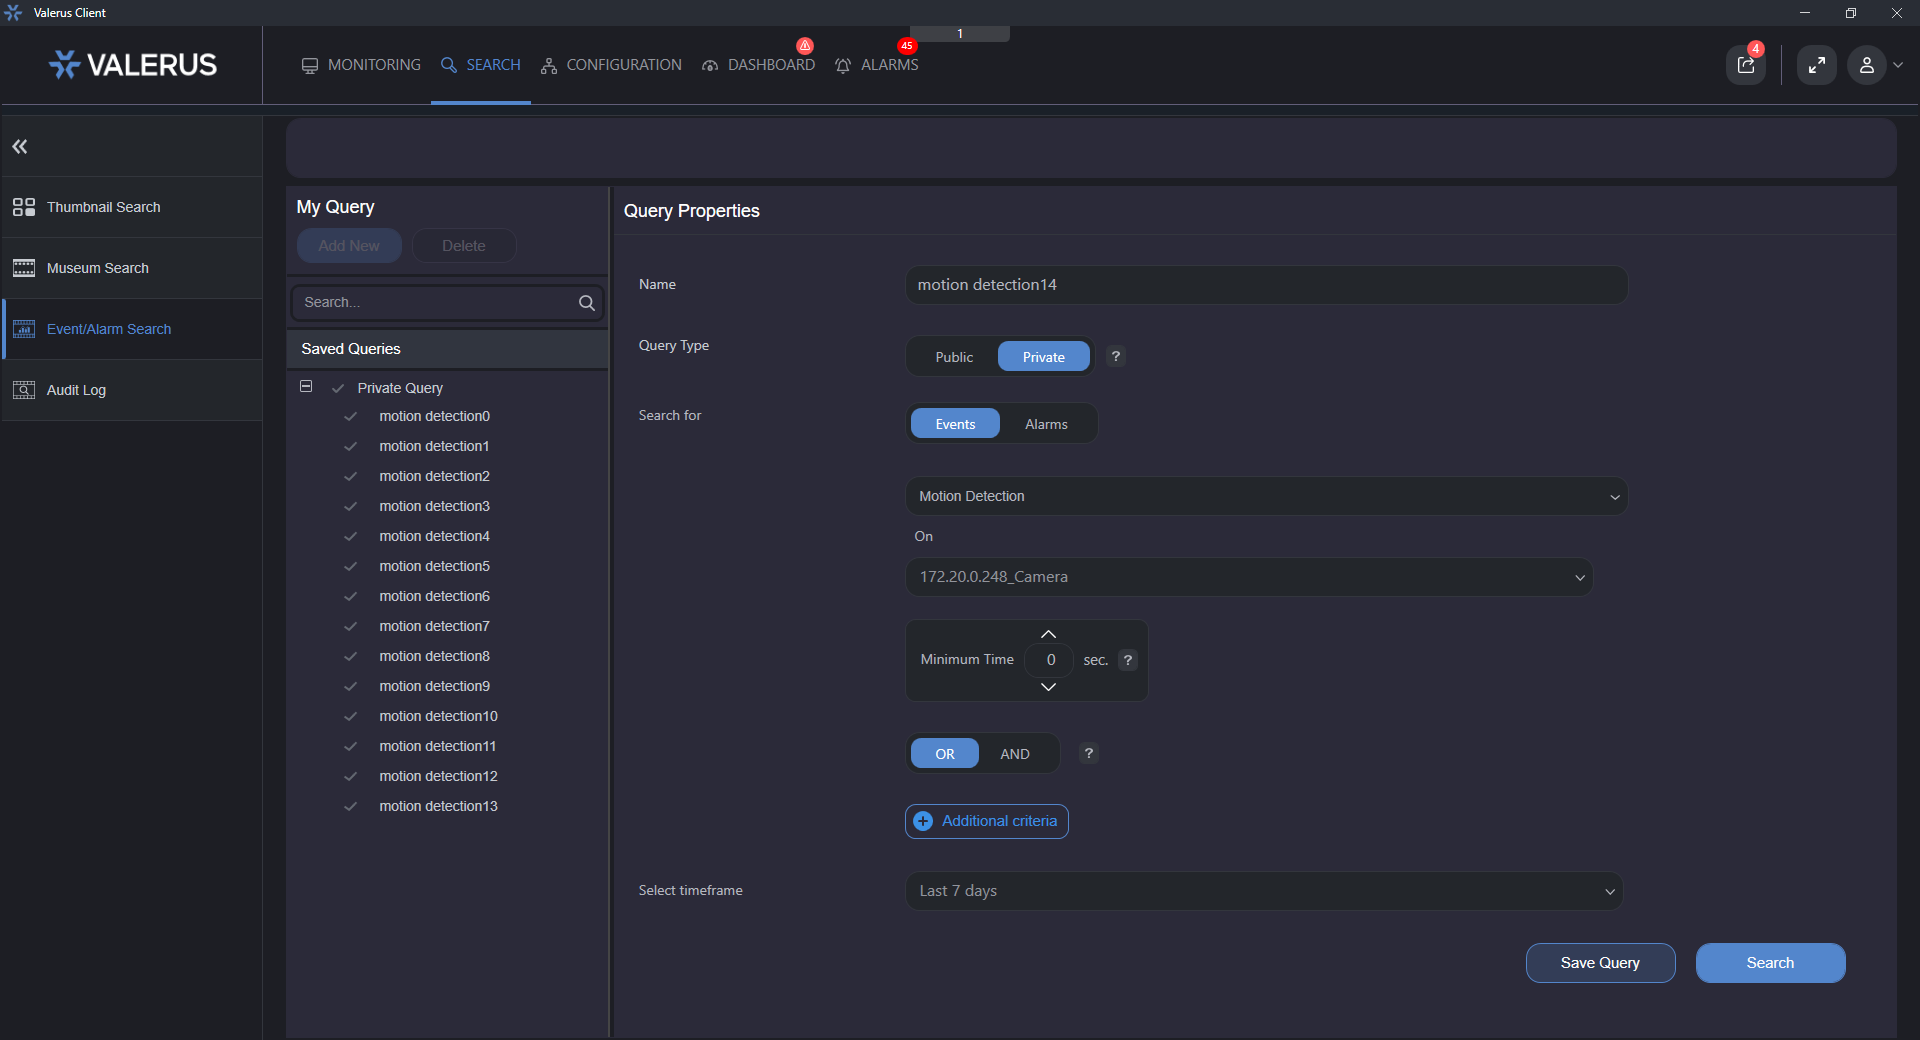 Valerus Client
1
VALERUS
MONITORING
SEARCH
CONFIGURATION
DASHBOARD
45
ALARMS
4
Thumbnail Search
Museum Search
Event/Alarm Search
Audit Log
My Query
Add New
Delete
Search...
Saved Queries
Private Query
motion detection0
motion detection1
motion detection2
motion detection3
motion detection4
motion detection5
motion detection6
motion detection7
motion detection8
motion detection9
motion detection10
motion detection11
motion detection12
motion detection13
Query Properties
Name
motion detection14
Query Type
Public
Private
?
Search for
Events
Alarms
Motion Detection
On
172.20.0.248_Camera
Minimum Time
0
sec.
?
OR
AND
?
Additional criteria
Select timeframe
Last 7 days
Save Query
Search